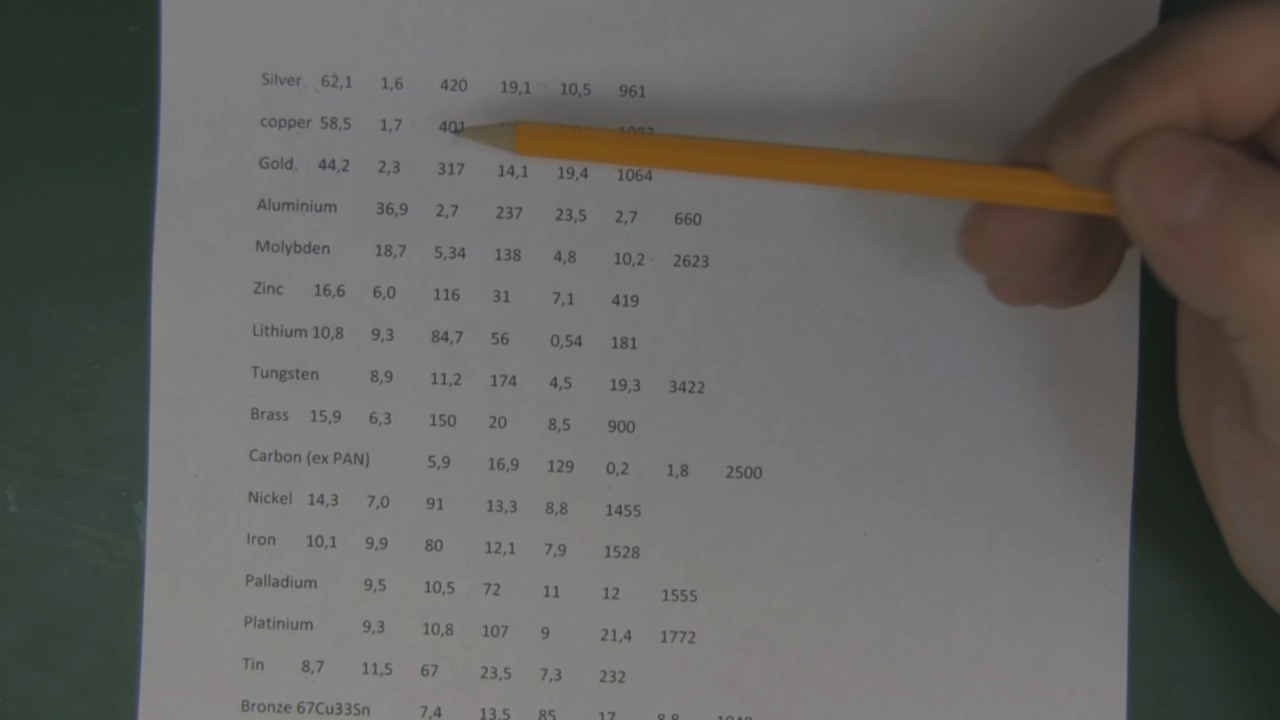 Silver 62,1 1,6 420 19,1 10,5 961
copper 58,5 1,7 401
Gold 44,2 2,3 317 14,1 19,4 1064
Aluminium 36,9 2,7 237 23,5 2,7 660
Molybden 18,7 5,34 138 4,8 10,2 2623
Zinc 16,6 6,0 116 31 7,1 419
Lithium 10,8 9,3 84,7 56 0,54 181
Tungsten 8,9 11,2 174 4,5 19,3 3422
Brass 15,9 6,3 150 20 8,5 900
Carbon (ex PAN) 5,9 16,9 129 0,2 1,8 2500
Nickel 14,3 7,0 91 13,3 8,8 1455
Iron 10,1 9,9 80 12,1 7,9 1528
Palladium 9,5 10,5 72 11 12 1555
Platinium 9,3 10,8 107 9 21,4 1772
Tin 8,7 11,5 67 23,5 7,3 232
Bronze 67Cu33Sn 7,4 13,5 85 17